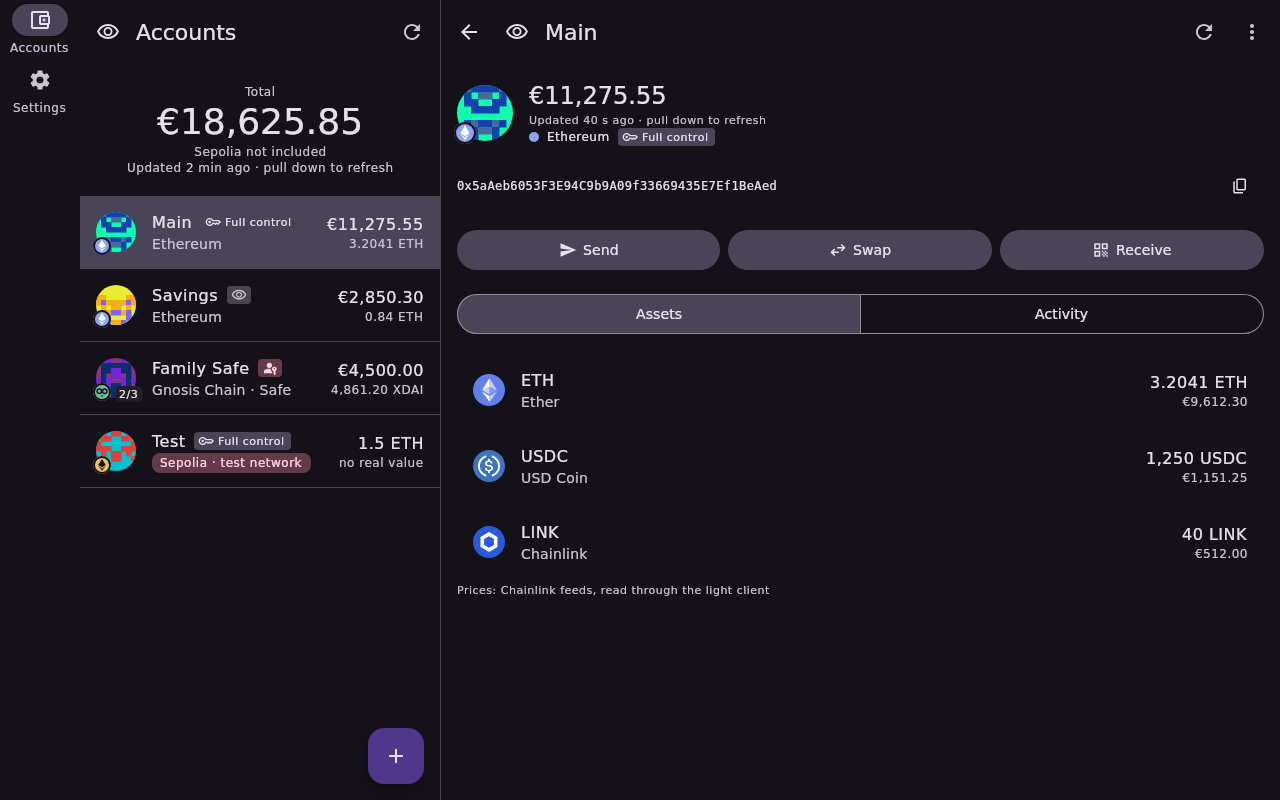 Accounts
Settings
Accounts
Total
€18,625.85
Sepolia not included
Updated 2 min ago · pull down to refresh
Main Full control €11,275.55
Ethereum 3.2041 ETH
Savings €2,850.30
Ethereum 0.84 ETH
Family Safe €4,500.00
2/3 Gnosis Chain · Safe 4,861.20 XDAI
Test Full control 1.5 ETH
Sepolia · test network no real value
Main
€11,275.55
Updated 40 s ago · pull down to refresh
Ethereum Full control
0x5aAeb6053F3E94C9b9A09f33669435E7Ef1BeAed
Send Swap Receive
Assets Activity
ETH 3.2041 ETH
Ether €9,612.30
USDC 1,250 USDC
USD Coin €1,151.25
LINK 40 LINK
Chainlink €512.00
Prices: Chainlink feeds, read through the light client